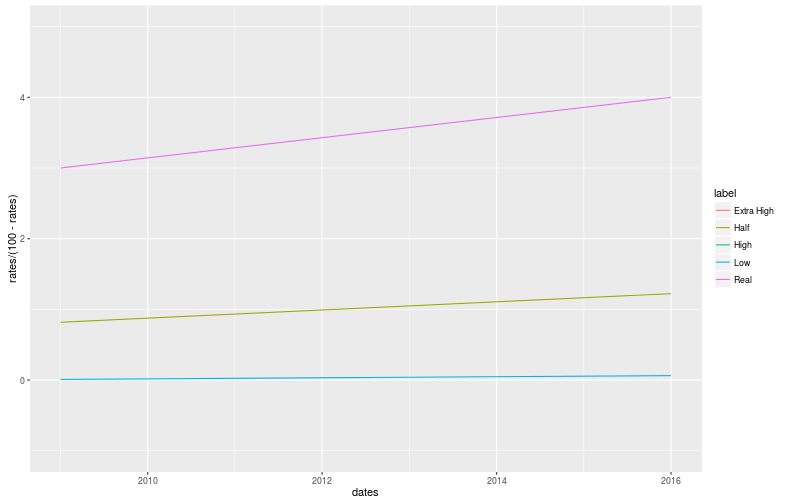 4
2
0
rates/(100 - rates)
2010
2012
2014
2016
dates
label
Extra High
Half
High
Low
Real